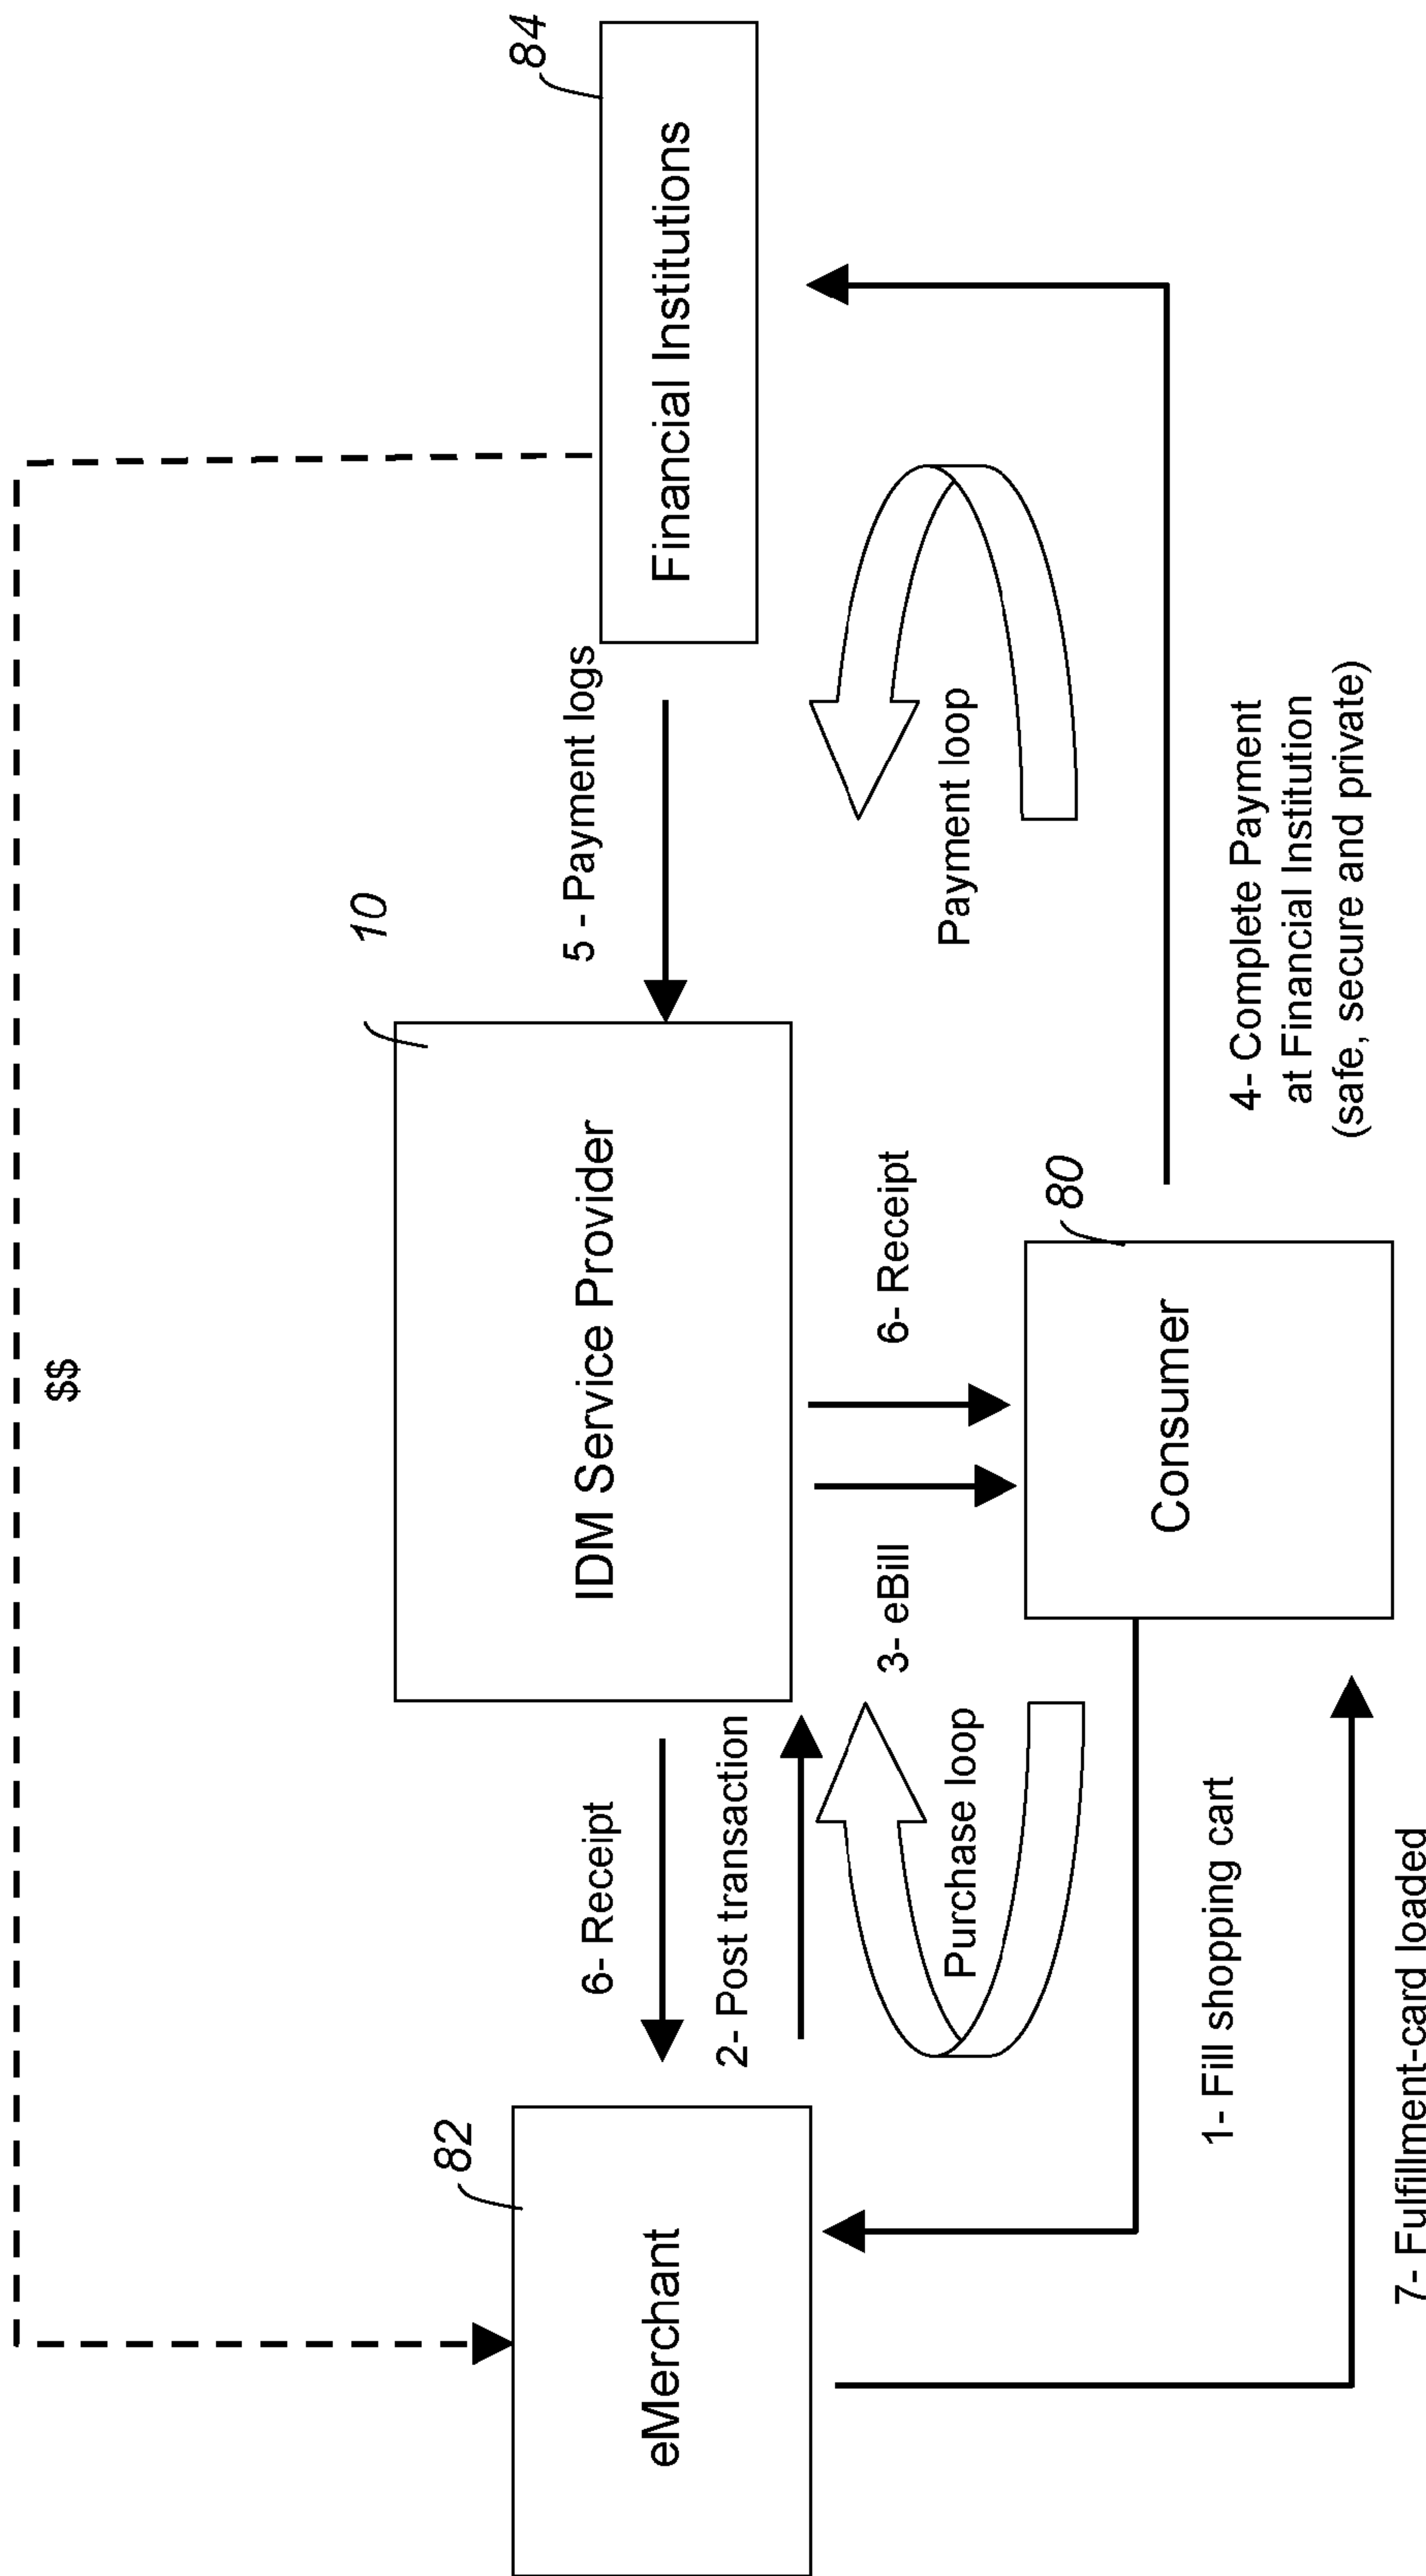 $$
84
Financial Institutions
10
5 - Payment logs
IDM Service Provider
82
eMerchant
6- Receipt
2- Post transaction
3- eBill
6- Receipt
Purchase loop
Payment loop
80
Consumer
1- Fill shopping cart
4- Complete Payment
at Financial Institution
(safe, secure and private)
7- Fulfillment-card loaded